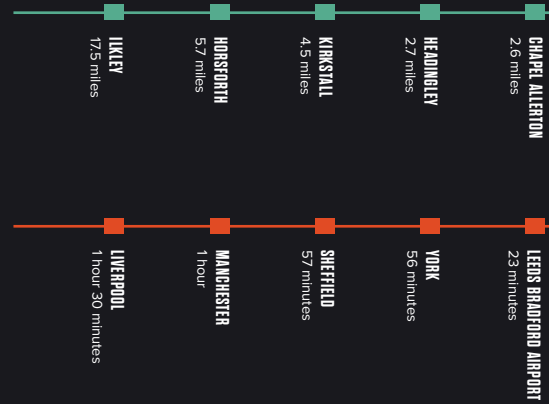 CHAPEL ALLERTON
2.6 miles
HEADINGLEY
2.7 miles
KIRKSTALL
4.5 miles
HORSFORTH
5.7 miles
ILKLEY
17.5 miles
LEEDS BRADFORD AIRPORT
23 minutes
YORK
56 minutes
SHEFFIELD
57 minutes
MANCHESTER
1 hour
LIVERPOOL
1 hour 30 minutes